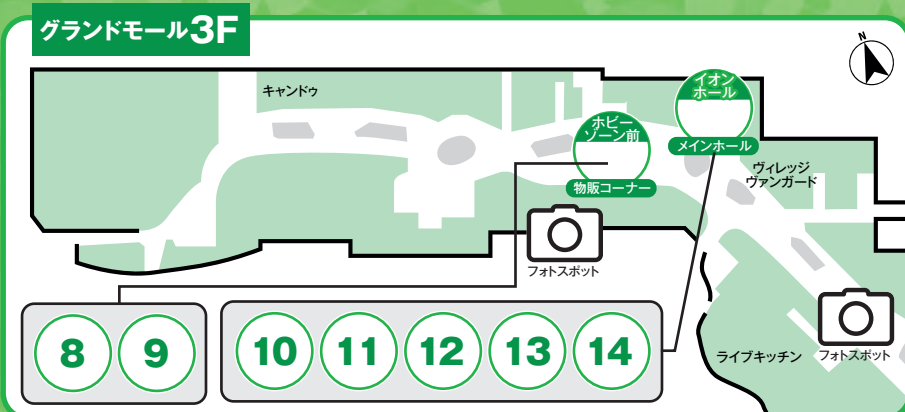 グランドモール3F
N
キャンドゥ
イオン
ホール
メインホール
ホビー
ゾーン前
物販コーナー
ヴィレッジ
ヴァンガード
フォトスポット
8 9
10 11 12 13 14
ライブキッチン
フォトスポット